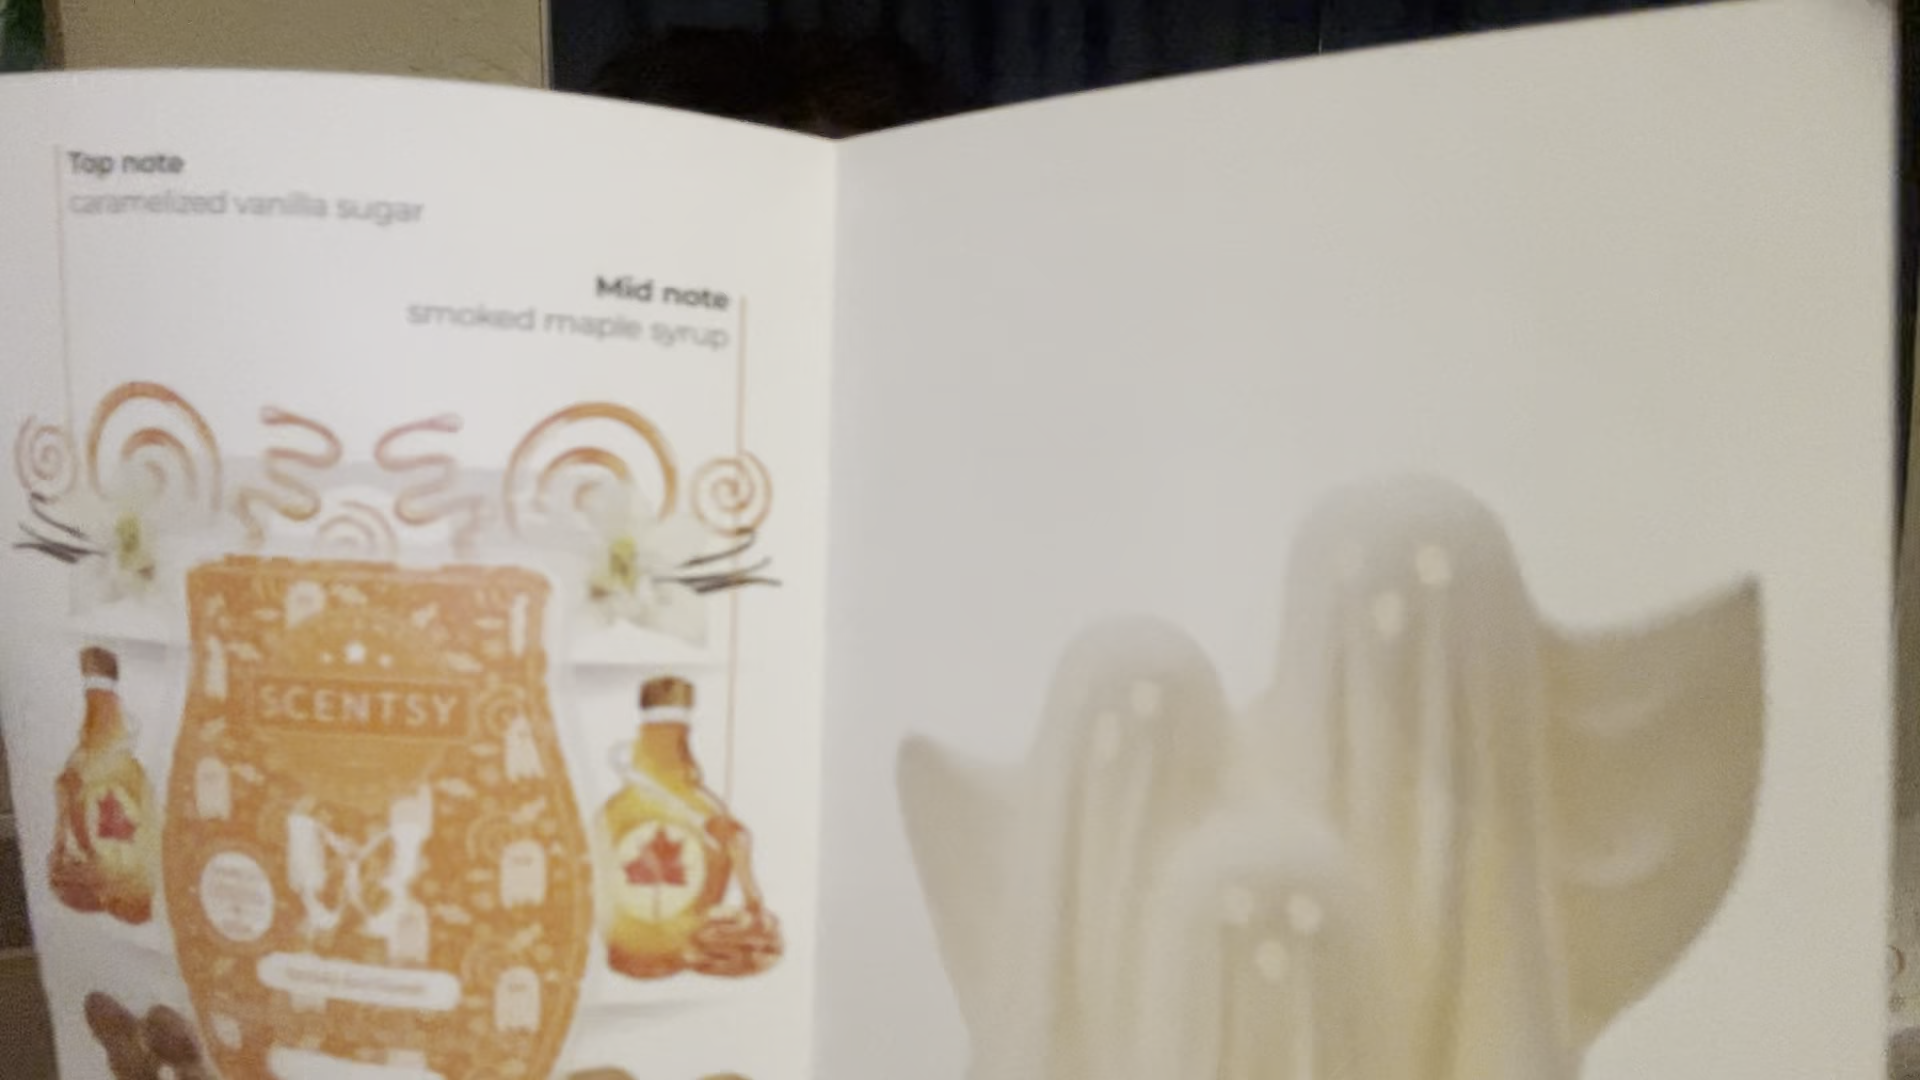 Top note
caramelized vanilla sugar
Mid note
smoked maple syrup
SCENTSY